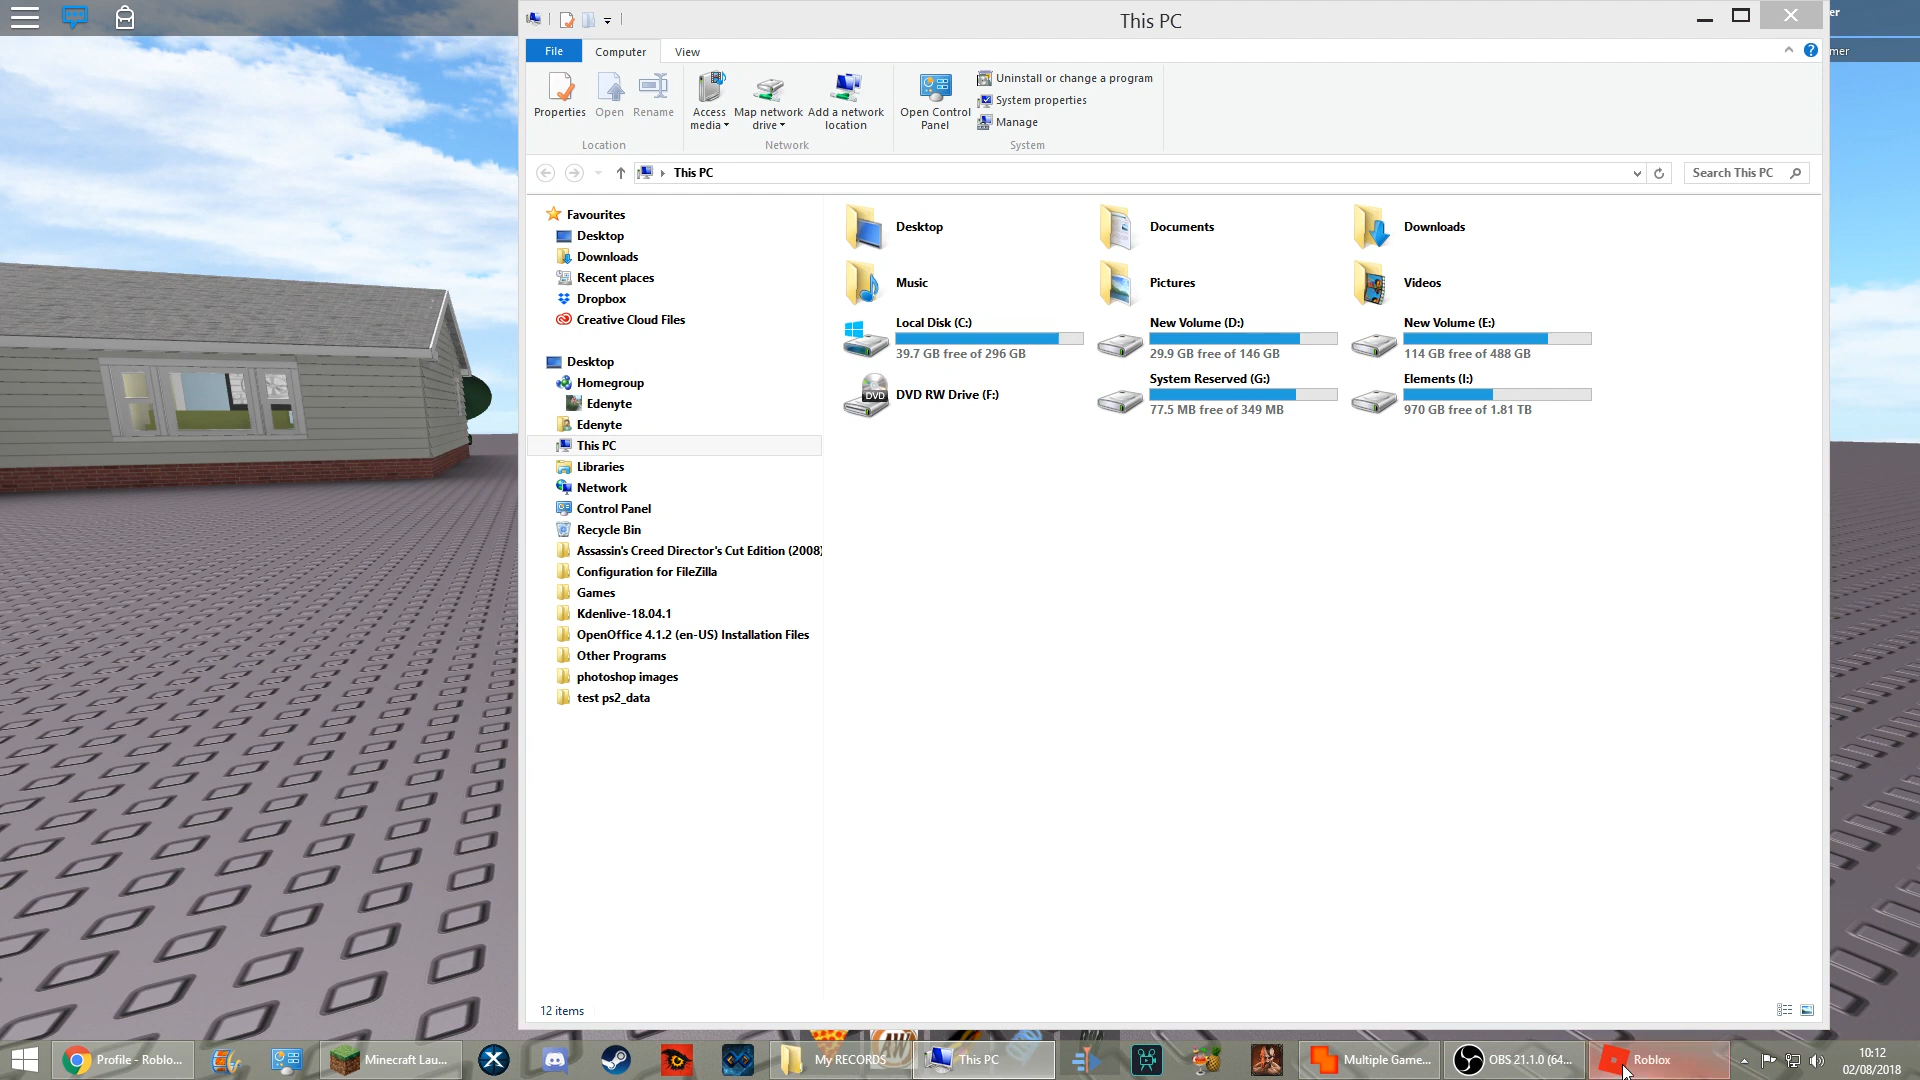 This PC
er
File
Computer
View
mer
Properties
Open
Rename
Access media
Map network drive
Add a network location
Open Control Panel
Uninstall or change a program
System properties
Manage
Location
Network
System
This PC
Search This PC
Favourites
Desktop
Downloads
Recent places
Dropbox
Creative Cloud Files
Desktop
Homegroup
Edenyte
Edenyte
This PC
Libraries
Network
Control Panel
Recycle Bin
Assassin's Creed Director's Cut Edition (2008)
Configuration for FileZilla
Games
Kdenlive-18.04.1
OpenOffice 4.1.2 (en-US) Installation Files
Other Programs
photoshop images
test ps2_data
Desktop
Documents
Downloads
Music
Pictures
Videos
Local Disk (C:)
39.7 GB free of 296 GB
New Volume (D:)
29.9 GB free of 146 GB
New Volume (E:)
114 GB free of 488 GB
DVD
DVD RW Drive (F:)
System Reserved (G:)
77.5 MB free of 349 MB
Elements (I:)
970 GB free of 1.81 TB
12 items
Profile - Roblo...
Minecraft Lau...
My RECORDS
This PC
Multiple Game...
OBS 21.1.0 (64...
Roblox
10:12
02/08/2018